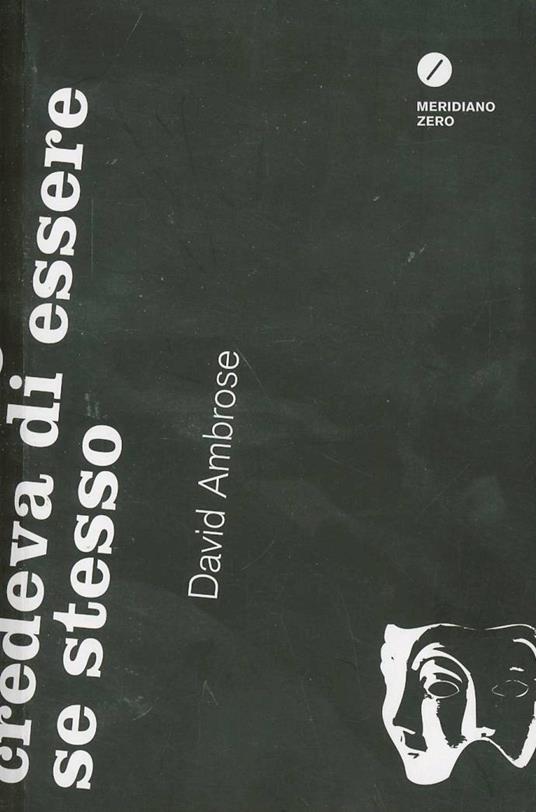 credeva di essere
se stesso
David Ambrose
MERIDIANO
ZERO